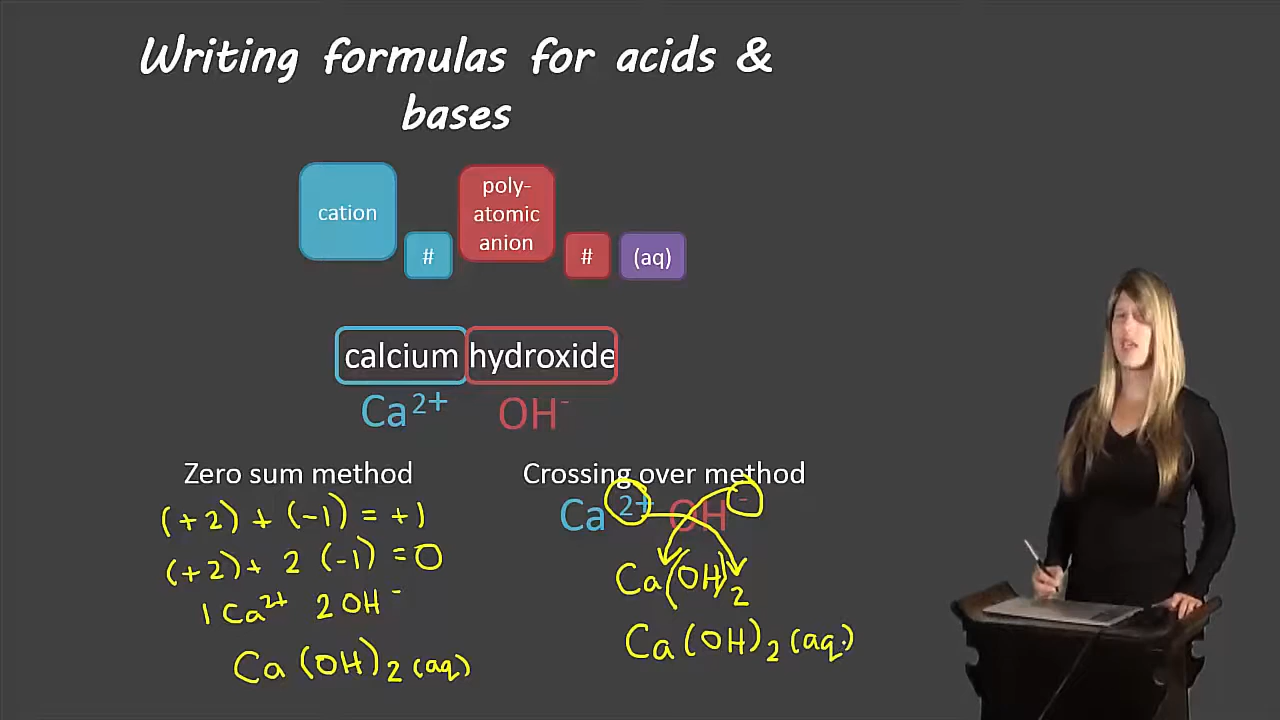 Writing formulas for acids &
bases
cation
#
poly-
atomic
anion
#
(aq)
calcium hydroxide
Ca²⁺ OH⁻
Zero sum method
(+2) + (-1) = +1
(+2) + 2 (-1) = 0
1 Ca²⁺ 2 OH⁻
Ca(OH)₂(aq)
Crossing over method
Ca²⁺ OH⁻
Ca(OH)₂
Ca(OH)₂(aq)